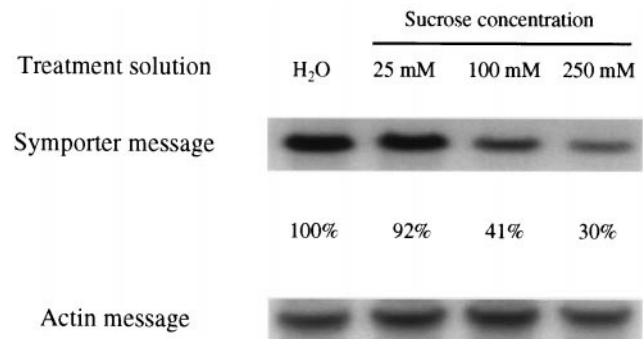 Sucrose concentration
Treatment solution H₂O 25 mM 100 mM 250 mM
Symporter message
100% 92% 41% 30%
Actin message